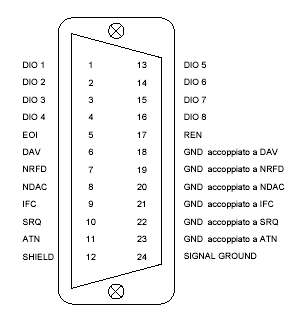 DIO 1 1 13 DIO 5
DIO 2 2 14 DIO 6
DIO 3 3 15 DIO 7
DIO 4 4 16 DIO 8
EOI 5 17 REN
DAV 6 18 GND accoppiato a DAV
NRFD 7 19 GND accoppiato a NRFD
NDAC 8 20 GND accoppiato a NDAC
IFC 9 21 GND accoppiato a IFC
SRQ 10 22 GND accoppiato a SRQ
ATN 11 23 GND accoppiato a ATN
SHIELD 12 24 SIGNAL GROUND